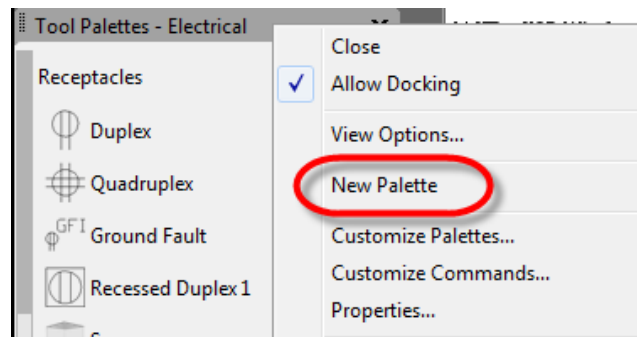 Tool Palettes - Electrical
Receptacles
Duplex
Quadruplex
GFI
Ground Fault
Recessed Duplex 1
Close
Allow Docking
View Options...
New Palette
Customize Palettes...
Customize Commands...
Properties...